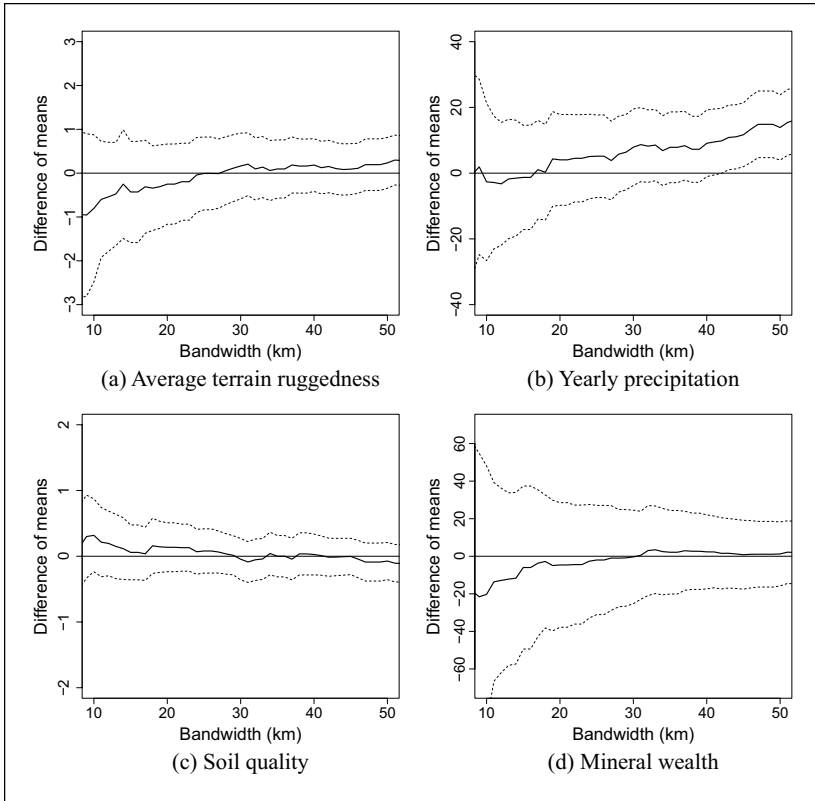 3
2
1
0
−1
−2
−3
Difference of means
10 20 30 40 50
Bandwidth (km)
(a) Average terrain ruggedness
40
20
0
−20
−40
Difference of means
10 20 30 40 50
Bandwidth (km)
(b) Yearly precipitation
2
1
0
−1
−2
Difference of means
10 20 30 40 50
Bandwidth (km)
(c) Soil quality
60
40
20
0
−20
−40
−60
Difference of means
10 20 30 40 50
Bandwidth (km)
(d) Mineral wealth